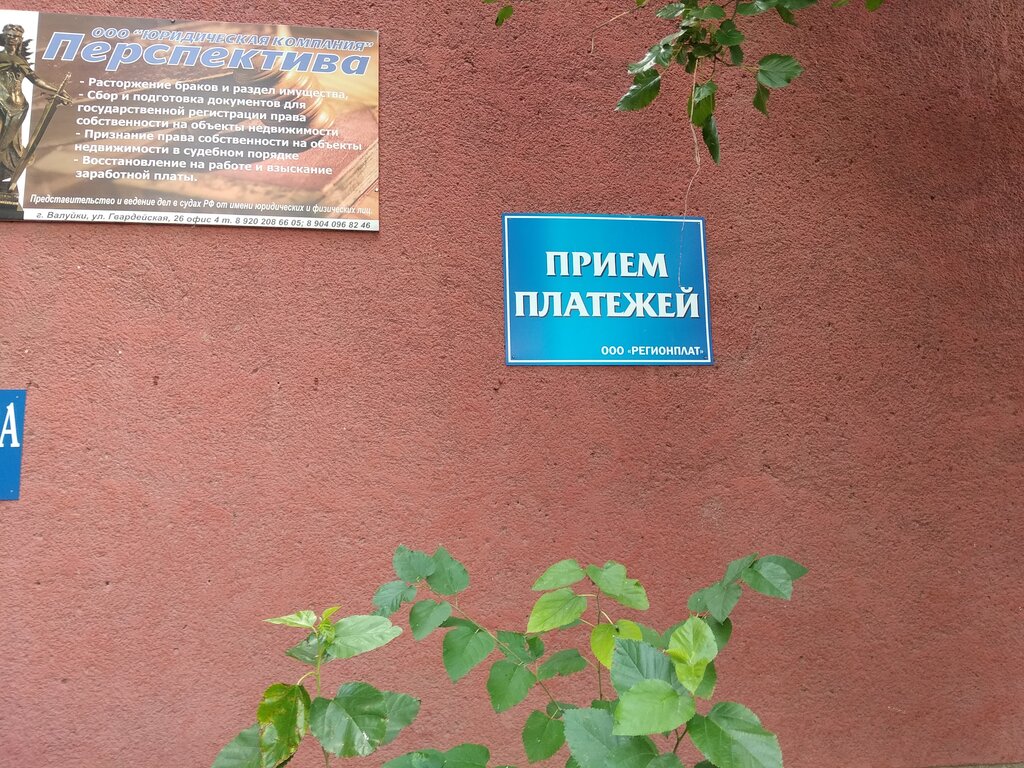 ООО "ЮРИДИЧЕСКАЯ КОМПАНИЯ"
Перспектива
- Расторжение браков и раздел имущества,
- Сбор и подготовка документов для
государственной регистрации права
собственности на объекты недвижимости
- Признание права собственности на объекты
недвижимости в судебном порядке
- Восстановление на работе и взыскание
заработной платы.
Представительство и ведение дел в судах РФ от имени юридических и физических лиц.
г. Валуйки, ул. Гвардейская, 26 офис 4 т. 8 920 208 66 05; 8 904 096 82 46
ПРИЕМ
ПЛАТЕЖЕЙ
ООО «РЕГИОНПЛАТ»
А